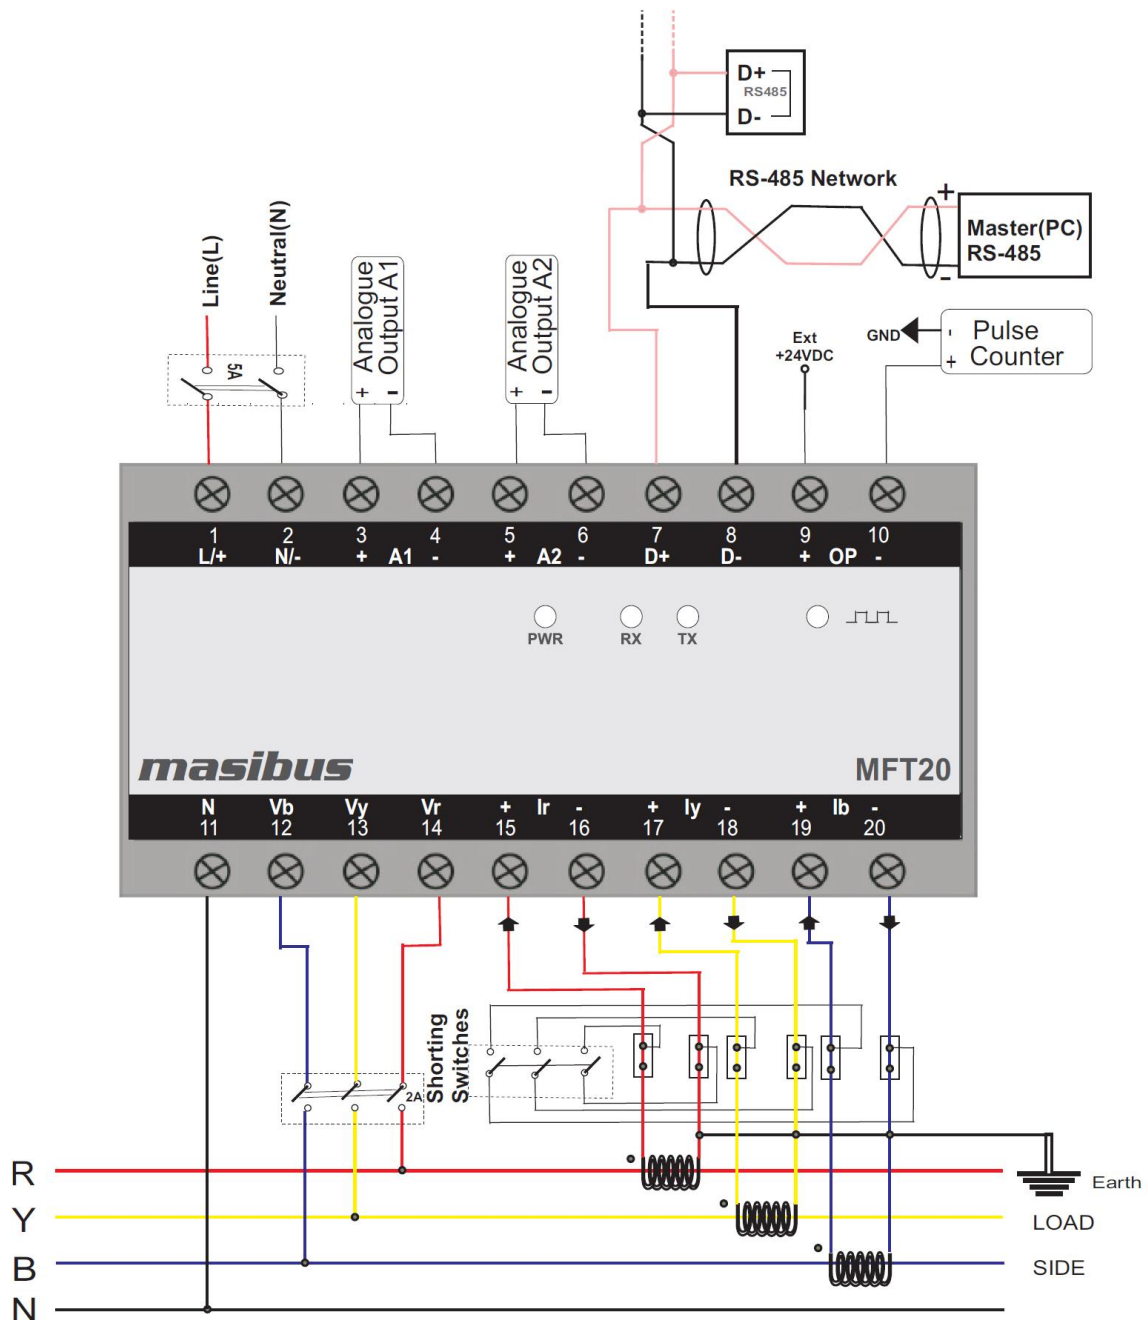 D+
RS485
D-
RS-485 Network
+
Master(PC)
RS-485
-
Line(L)
Neutral(N)
Analogue
Output A1
+ -
Analogue
Output A2
+ -
5A
Ext
+24VDC
GND
- Pulse
+ Counter
1 2 3 4 5 6 7 8 9 10
L/+ N/- + A1 - + A2 - D+ D- + OP -
PWR RX TX
masibus MFT20
N Vb Vy Vr + Ir - + Iy - + Ib -
11 12 13 14 15 16 17 18 19 20
Shorting
Switches
2A
R
Earth
Y LOAD
B SIDE
N